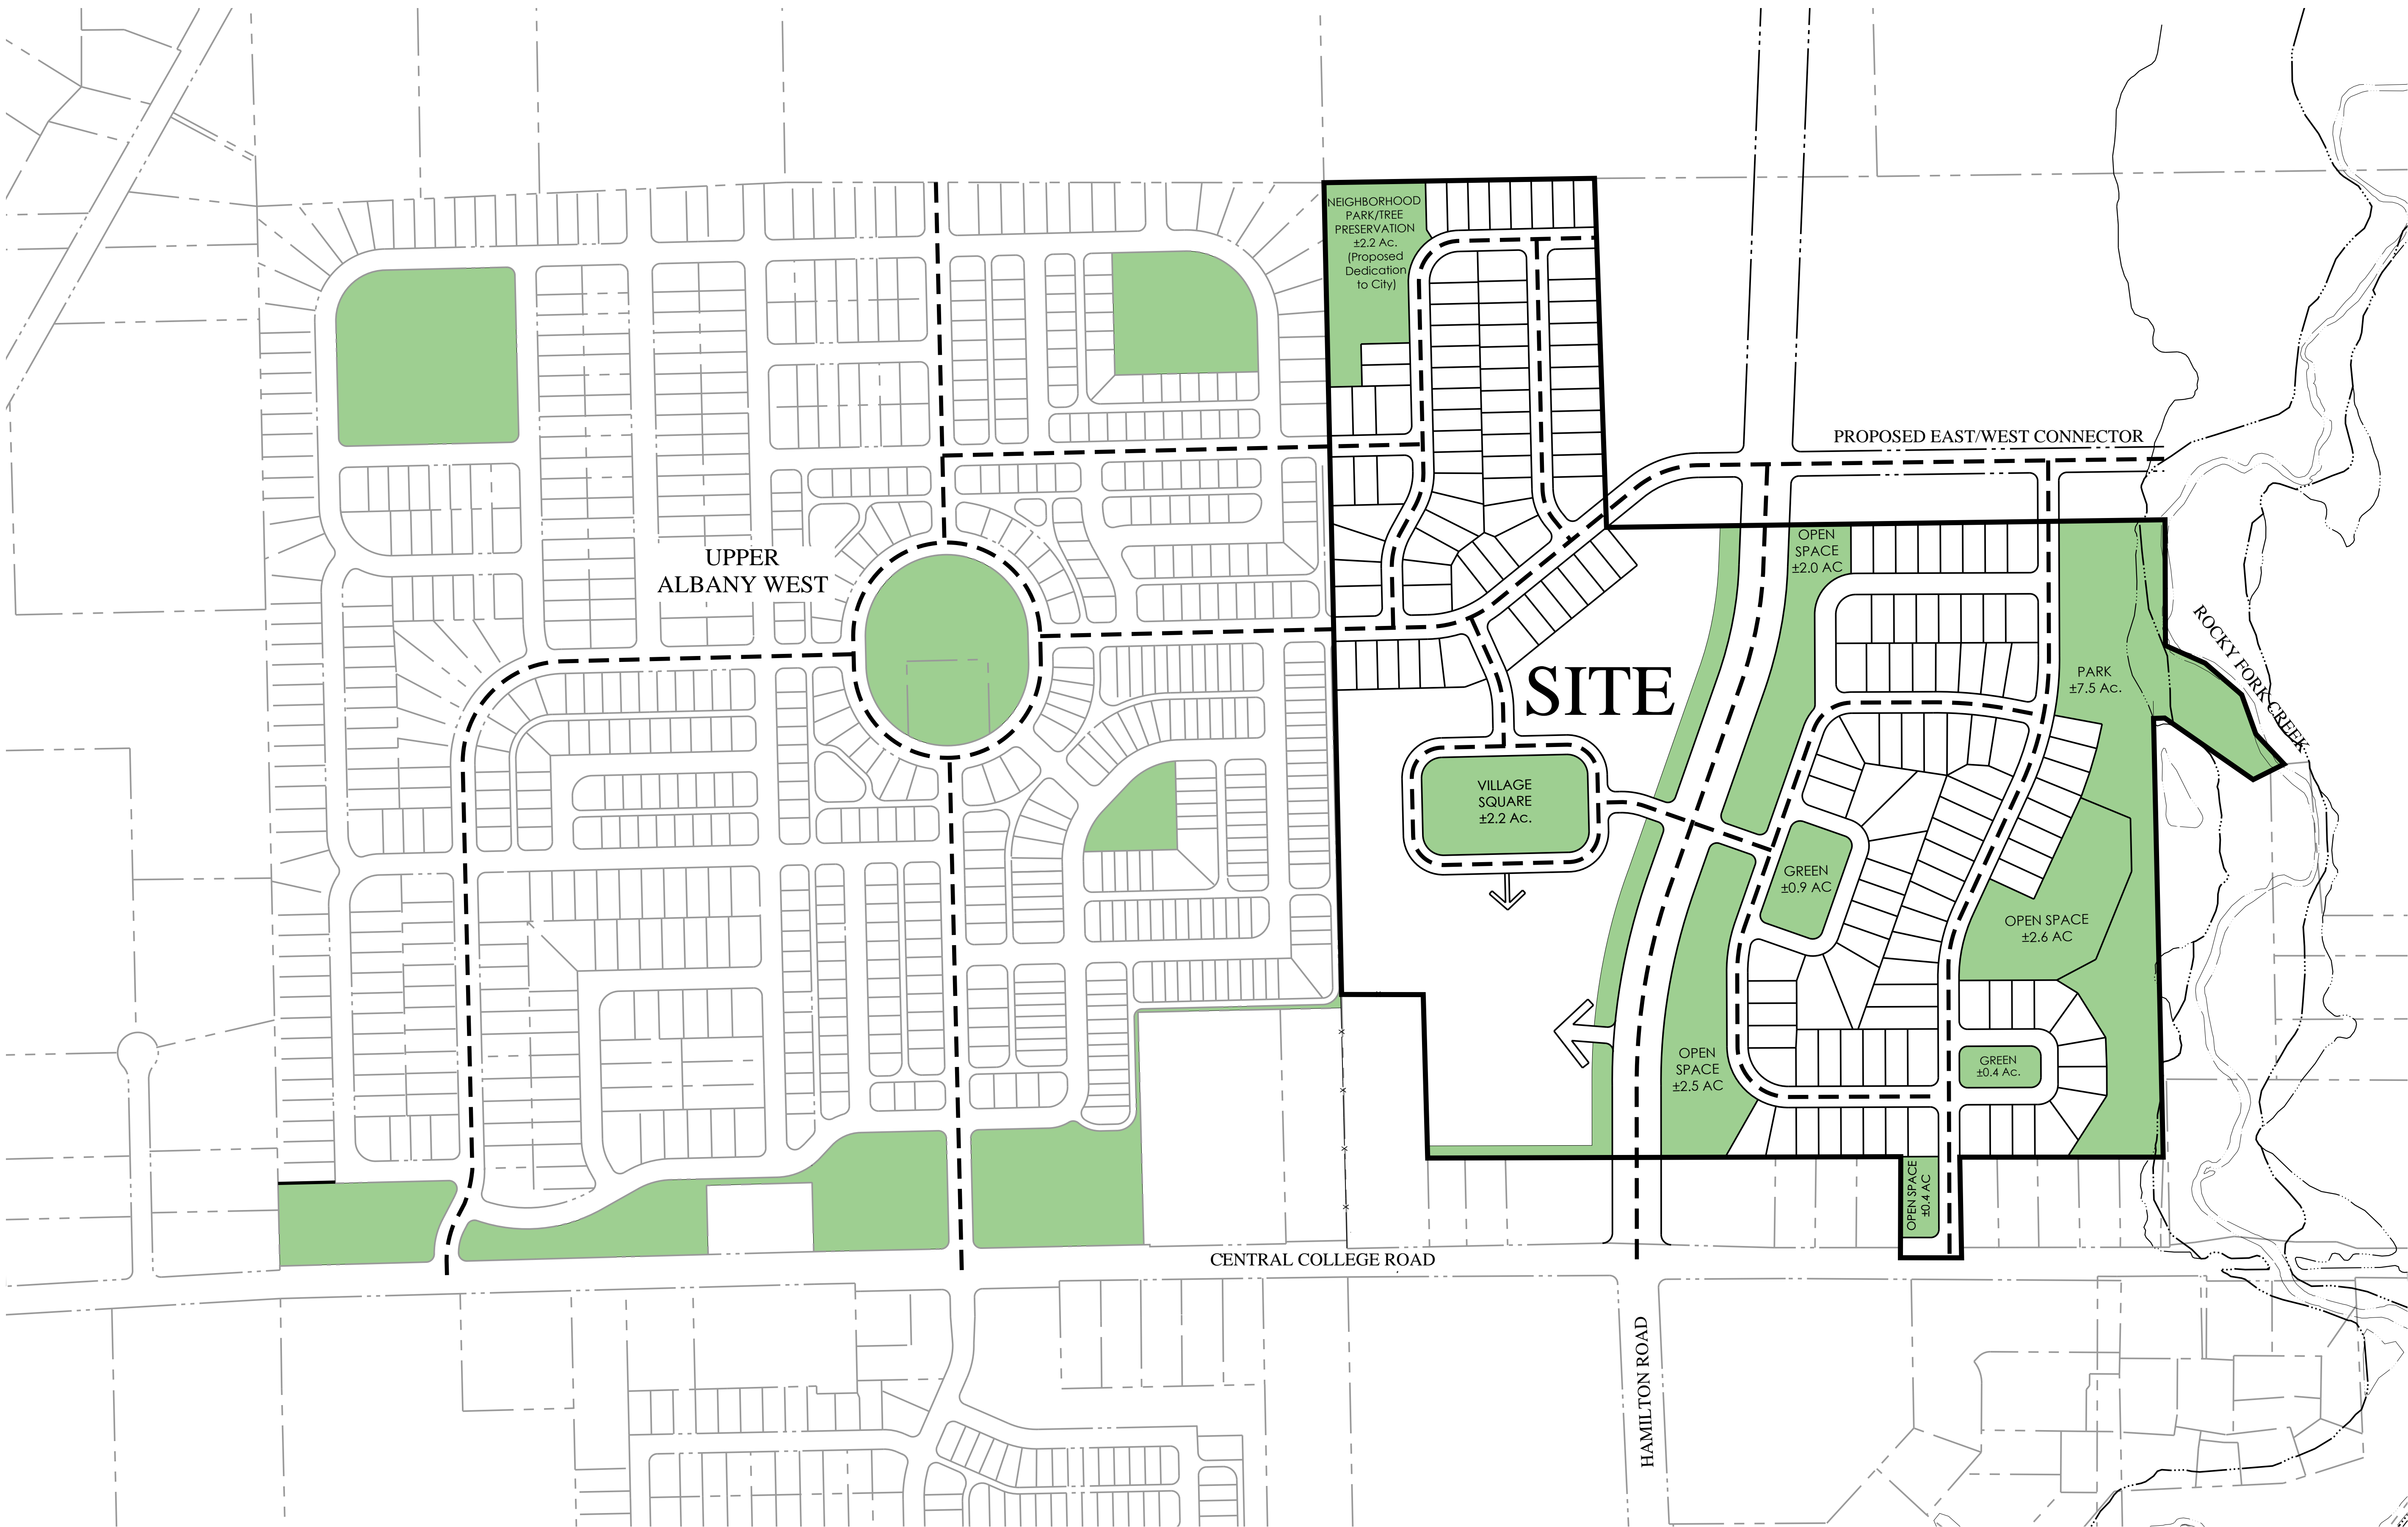 NEIGHBORHOOD
PARK/TREE
PRESERVATION
±2.2 Ac.
(Proposed
Dedication
to City)
PROPOSED EAST/WEST CONNECTOR
OPEN
SPACE
±2.0 AC
UPPER
ALBANY WEST
ROCKY FORK CREEK
SITE
PARK
±7.5 Ac.
VILLAGE
SQUARE
±2.2 Ac.
GREEN
±0.9 AC
OPEN SPACE
±2.6 AC
OPEN
SPACE
±2.5 AC
GREEN
±0.4 Ac.
OPEN SPACE
±0.4 AC
CENTRAL COLLEGE ROAD
HAMILTON ROAD